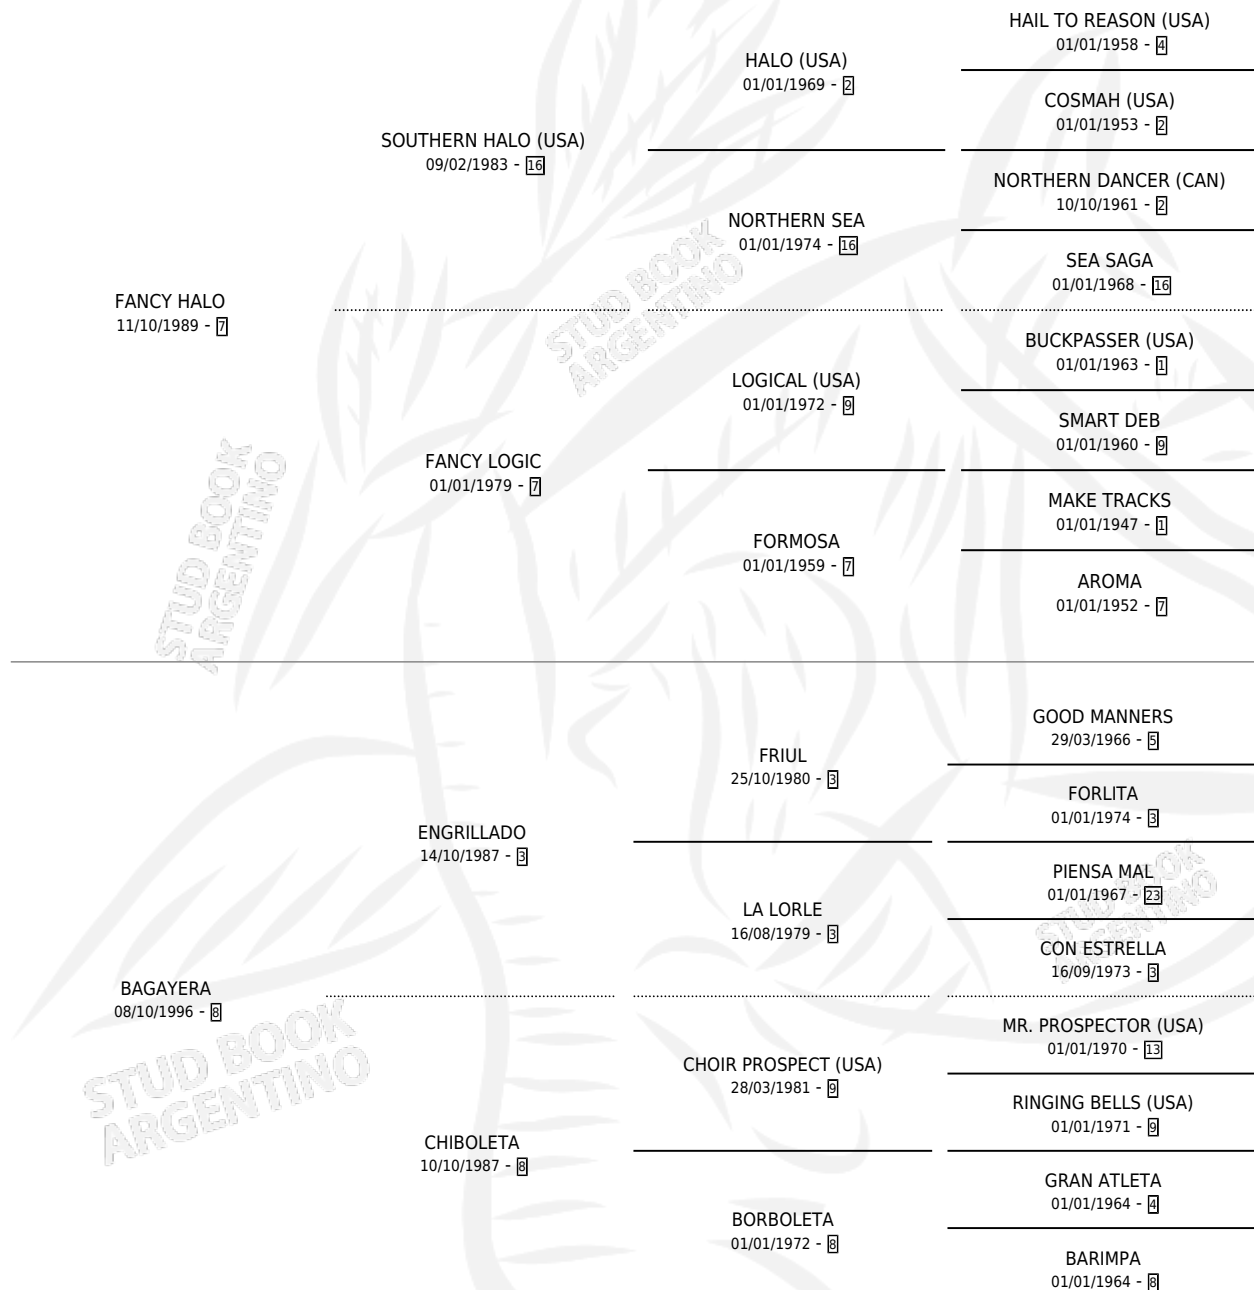 HAIL TO REASON (USA)
01/01/1958 - 4
HALO (USA)
01/01/1969 - 2
COSMAH (USA)
01/01/1953 - 2
SOUTHERN HALO (USA)
09/02/1983 - 16
NORTHERN DANCER (CAN)
10/10/1961 - 2
NORTHERN SEA
01/01/1974 - 16
SEA SAGA
01/01/1968 - 16
FANCY HALO
11/10/1989 - 7
STUD BOOK
ARGENTINO
BUCKPASSER (USA)
01/01/1963 - 1
LOGICAL (USA)
01/01/1972 - 9
SMART DEB
01/01/1960 - 9
FANCY LOGIC
01/01/1979 - 7
MAKE TRACKS
01/01/1947 - 1
FORMOSA
01/01/1959 - 7
AROMA
01/01/1952 - 7
STUD BOOK
ARGENTINO
GOOD MANNERS
29/03/1966 - 5
FRIUL
25/10/1980 - 3
FORLITA
01/01/1974 - 3
ENGRILLADO
14/10/1987 - 3
PIENSA MAL
01/01/1967 - 23
LA LORLE
16/08/1979 - 3
STUD BOOK
ARGENTINO
CON ESTRELLA
16/09/1973 - 3
BAGAYERA
08/10/1996 - 8
MR. PROSPECTOR (USA)
01/01/1970 - 13
CHOIR PROSPECT (USA)
28/03/1981 - 9
RINGING BELLS (USA)
01/01/1971 - 9
STUD BOOK
ARGENTINO
CHIBOLETA
10/10/1987 - 8
GRAN ATLETA
01/01/1964 - 4
BORBOLETA
01/01/1972 - 8
BARIMPA
01/01/1964 - 8